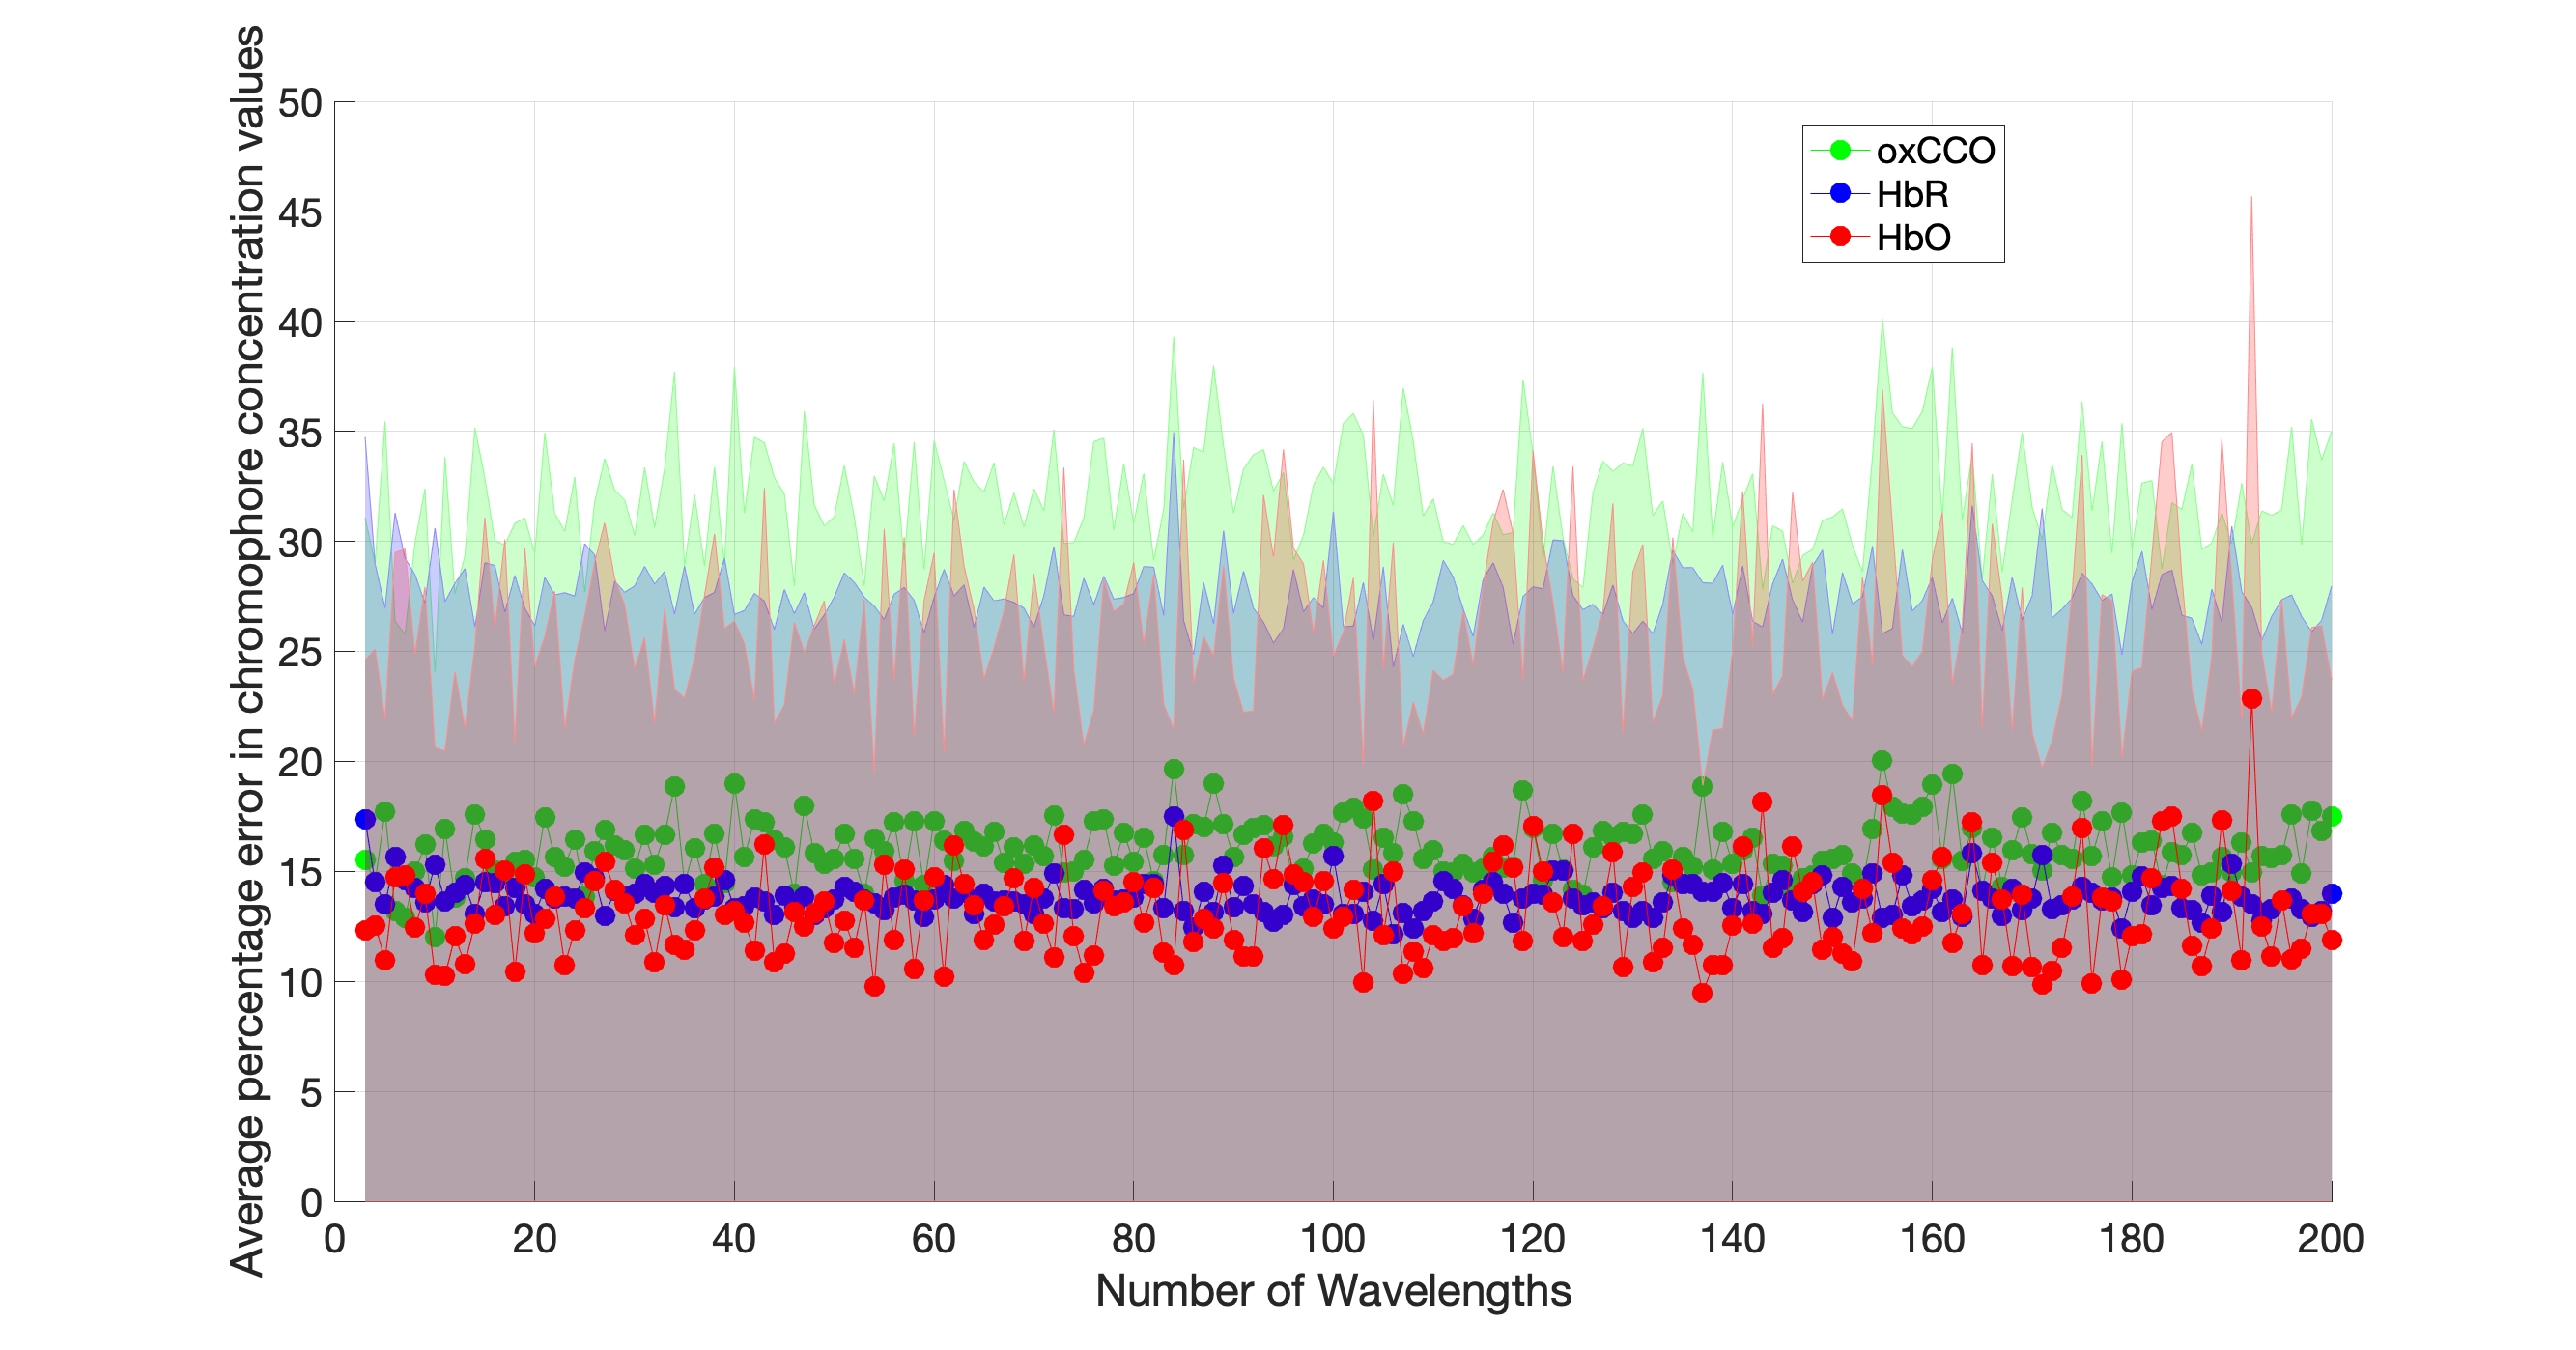 Average percentage error in chromophore concentration values
50
45
40
35
30
25
20
15
10
5
0
oxCCO
HbR
HbO
0 20 40 60 80 100 120 140 160 180 200
Number of Wavelengths